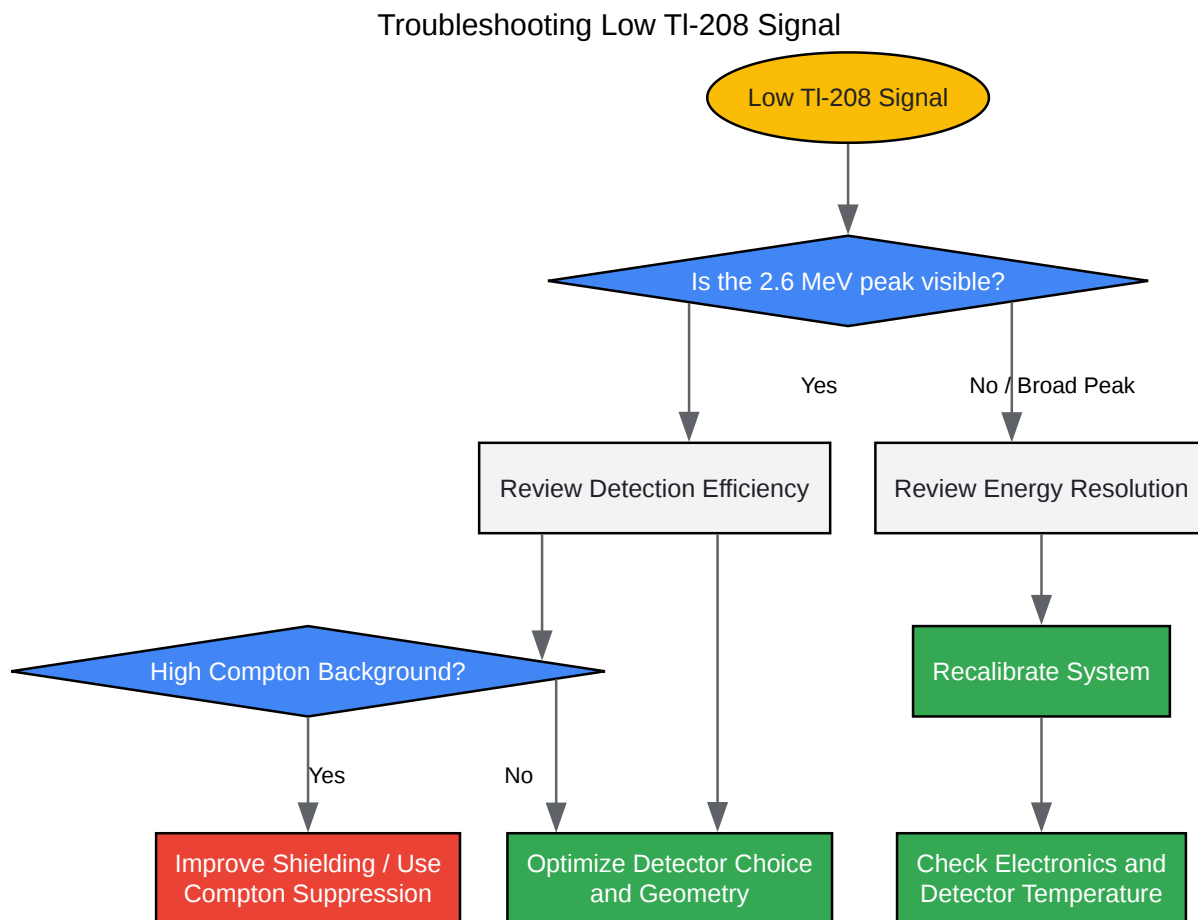 Troubleshooting Low Tl-208 Signal
Low Tl-208 Signal
Is the 2.6 MeV peak visible?
Yes
No / Broad Peak
Review Detection Efficiency
Review Energy Resolution
High Compton Background?
Recalibrate System
Yes
No
Improve Shielding / Use
Compton Suppression
Optimize Detector Choice
and Geometry
Check Electronics and
Detector Temperature